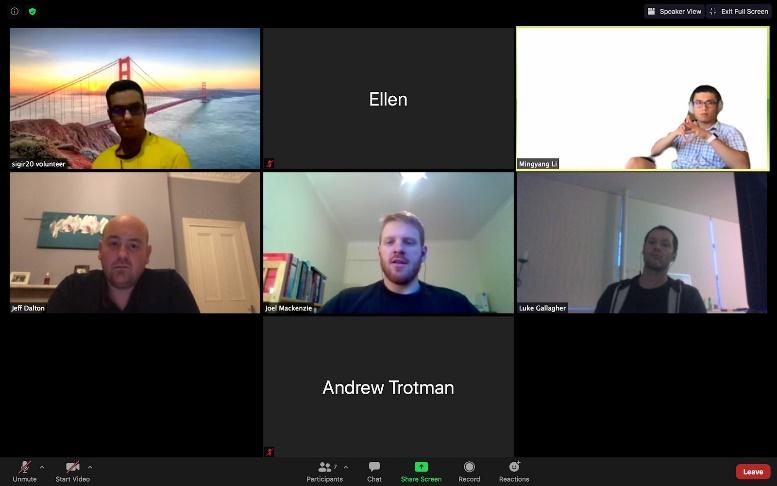 Speaker View
Exit Full Screen
Ellen
sigir20 volunteer
Mingyang Li
Jeff Dalton
Joel Mackenzie
Luke Gallagher
Andrew Trotman
Unmute
Start Video
7
Participants
Chat
Share Screen
Record
Reactions
Leave